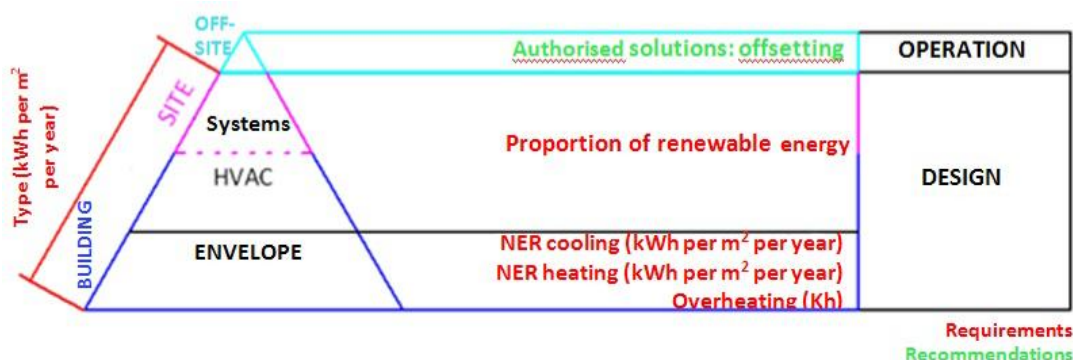 OFF-
SITE
Authorised solutions: offsetting
OPERATION
Type (kWh per m² per year)
SITE
Systems
HVAC
Proportion of renewable energy
DESIGN
BUILDING
ENVELOPE
NER cooling (kWh per m² per year)
NER heating (kWh per m² per year)
Overheating (Kh)
Requirements
Recommendations